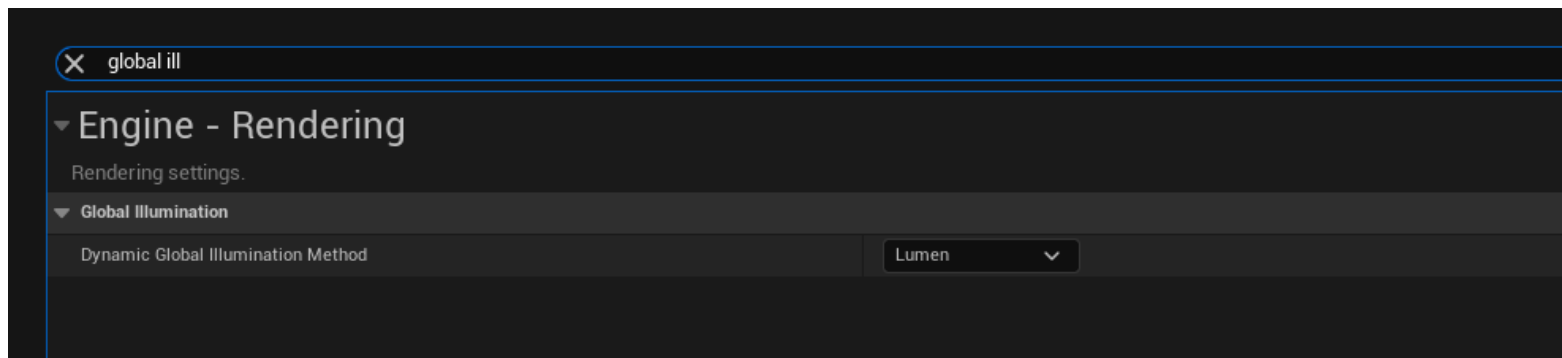 global ill
Engine - Rendering
Rendering settings.
Global Illumination
Dynamic Global Illumination Method Lumen